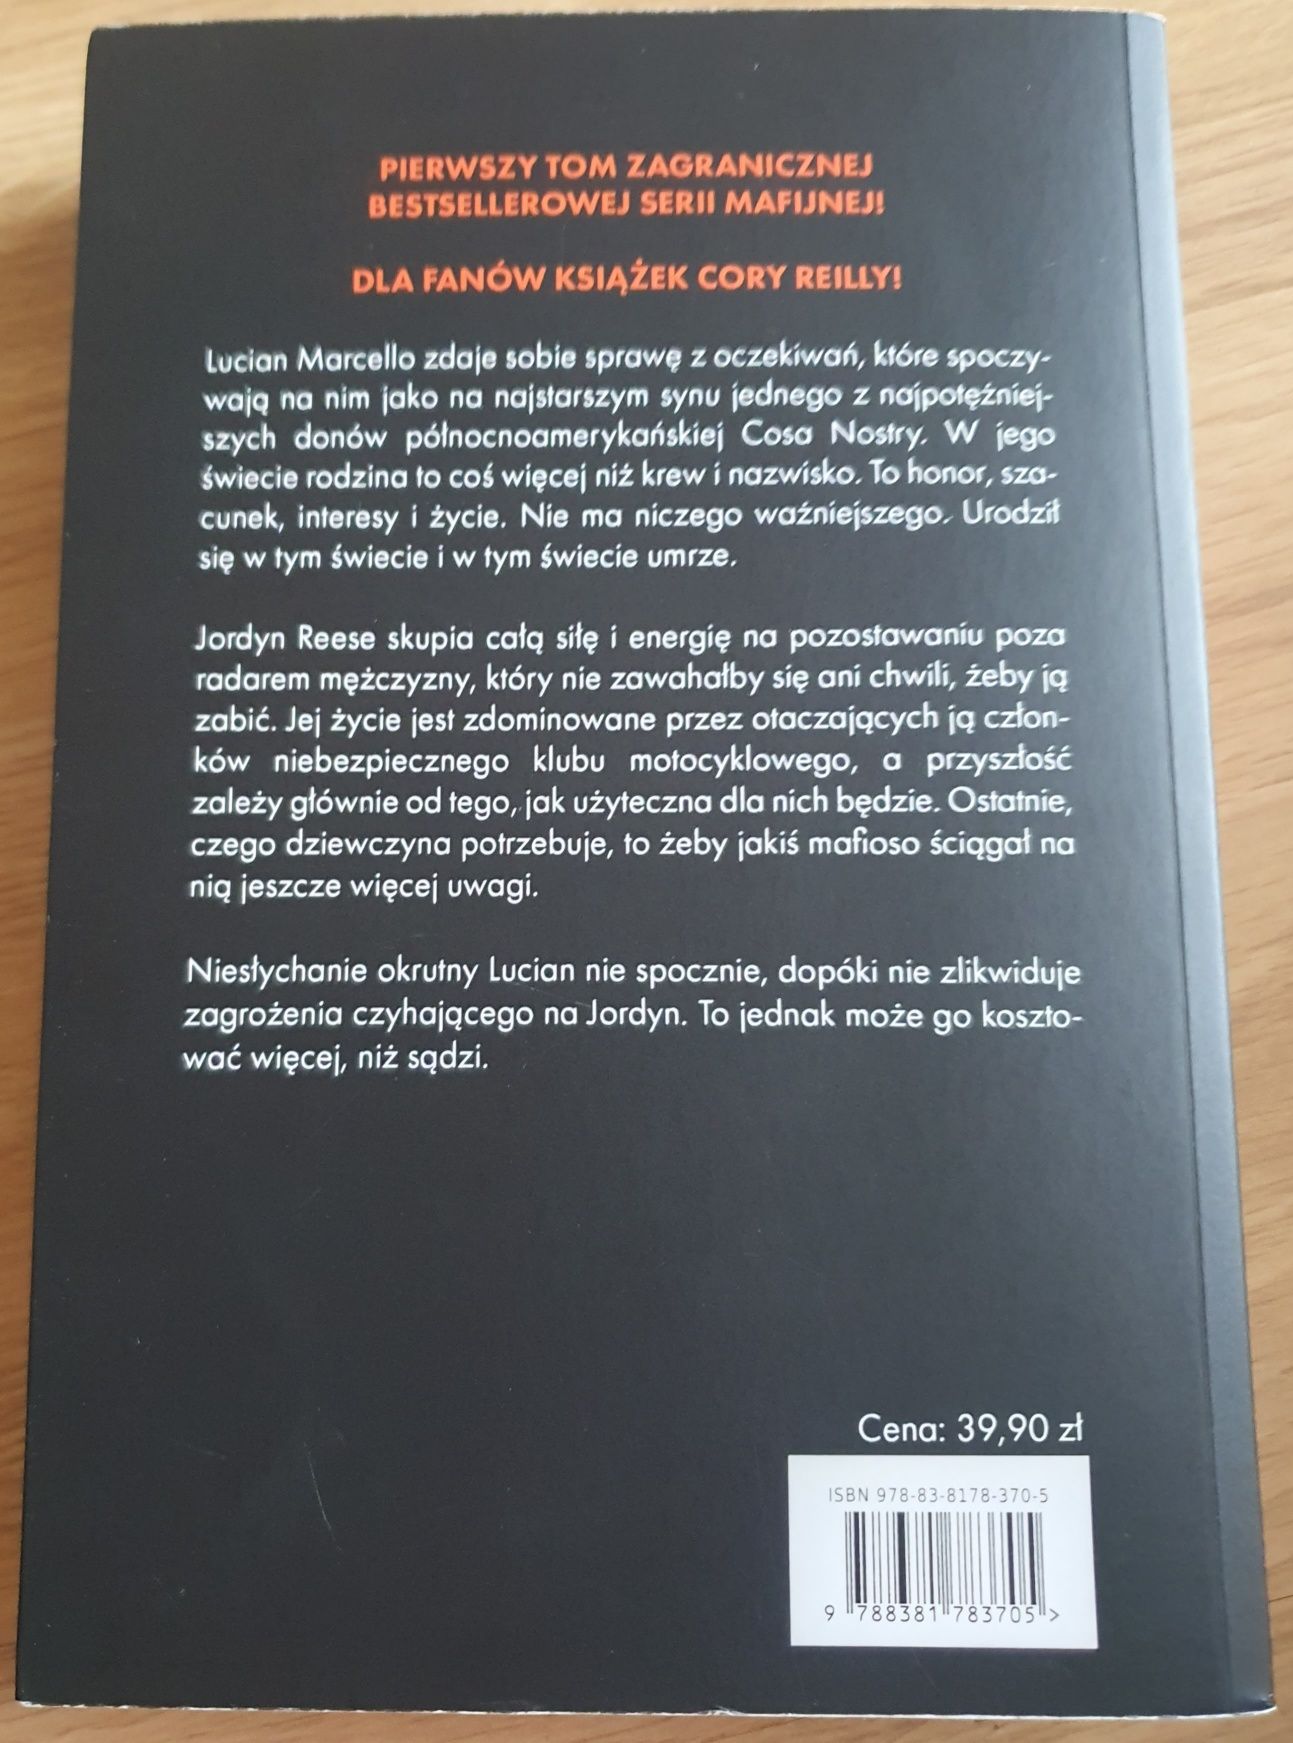 PIERWSZY TOM ZAGRANICZNEJ
BESTSELLEROWEJ SERII MAFIJNEJ!
DLA FANÓW KSIĄŻEK CORY REILLY!
Lucian Marcello zdaje sobie sprawę z oczekiwań, które spoczy-
wają na nim jako na najstarszym synu jednego z najpotężniej-
szych donów północnoamerykańskiej Cosa Nostry. W jego
świecie rodzina to coś więcej niż krew i nazwisko. To honor, sza-
cunek, interesy i życie. Nie ma niczego ważniejszego. Urodził
się w tym świecie i w tym świecie umrze.
Jordyn Reese skupia całą siłę i energię na pozostawaniu poza
radarem mężczyzny, który nie zawahałby się ani chwili, żeby ją
zabić. Jej życie jest zdominowane przez otaczających ją człon-
ków niebezpiecznego klubu motocyklowego, a przyszłość
zależy głównie od tego, jak użyteczna dla nich będzie. Ostatnie,
czego dziewczyna potrzebuje, to żeby jakiś mafioso ściągał na
nią jeszcze więcej uwagi.
Niesłychanie okrutny Lucian nie spocznie, dopóki nie zlikwiduje
zagrożenia czyhającego na Jordyn. To jednak może go koszto-
wać więcej, niż sądzi.
Cena: 39,90 zł
ISBN 978-83-8178-370-5
9 788381 783705 >